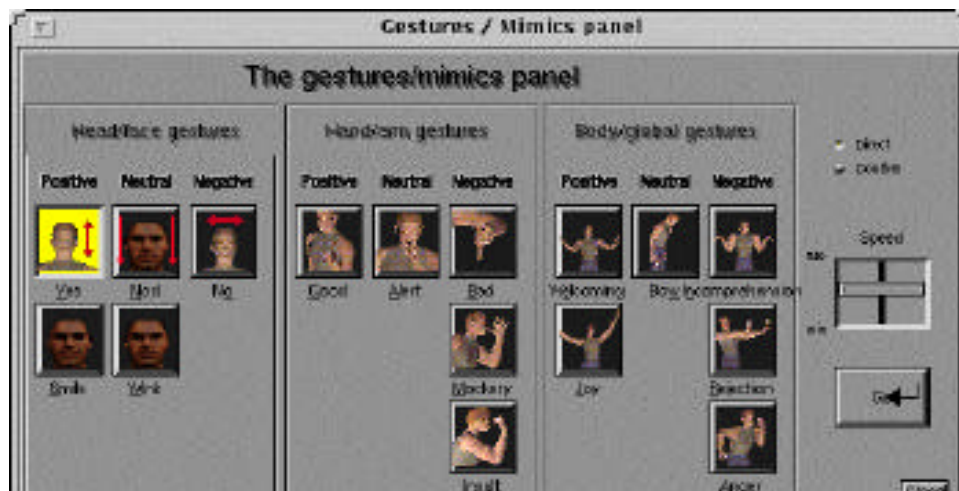 Gestures / Mimics panel
The gestures/mimics panel
Head/face gestures
Positive Neutral Negative
Yes Nod No
Smile Wink
Hand/arm gestures
Positive Neutral Negative
Good Alert Bad
Mockery
Insult
Body/global gestures
Positive Neutral Negative
Welcoming Bow Incomprehension
Joy Rejection
Anger
Direct
Speed